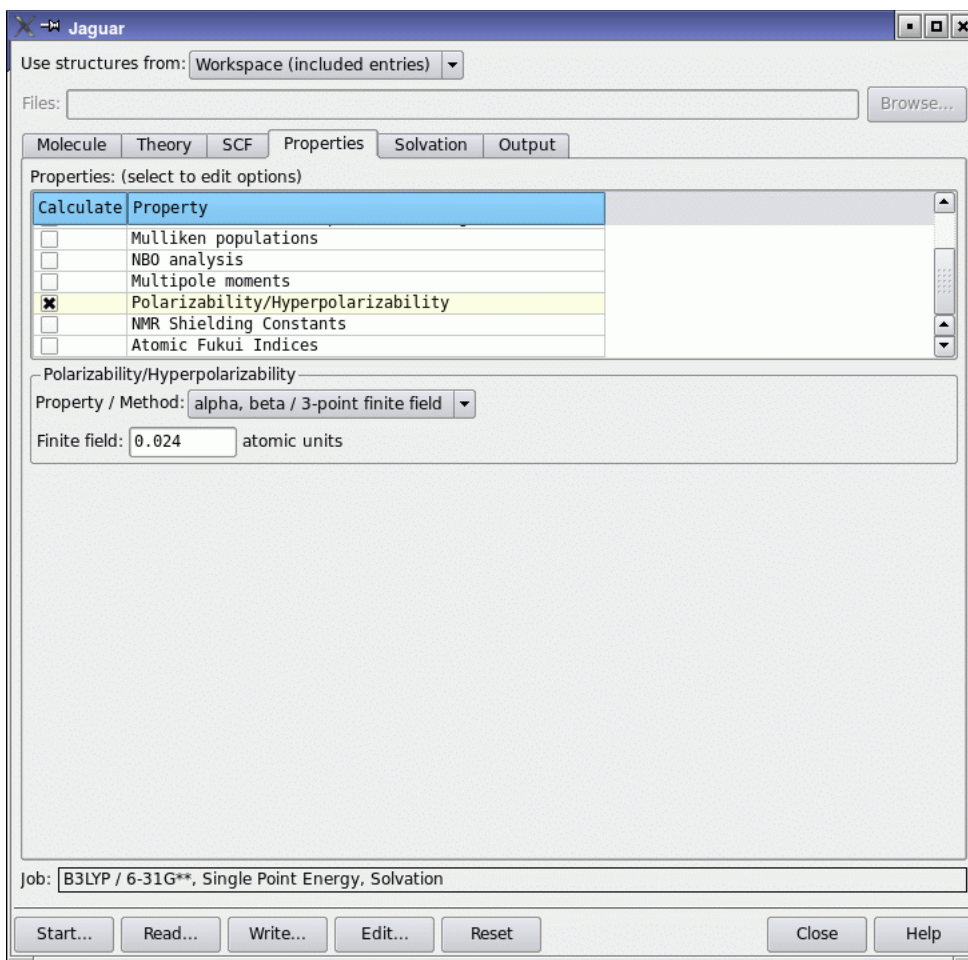 Jaguar
Use structures from: Workspace (included entries)
Files: Browse...
Molecule Theory SCF Properties Solvation Output
Properties: (select to edit options)
Calculate Property
Mulliken populations
NBO analysis
Multipole moments
Polarizability/Hyperpolarizability
NMR Shielding Constants
Atomic Fukui Indices
Polarizability/Hyperpolarizability
Property / Method: alpha, beta / 3-point finite field
Finite field: 0.024 atomic units
Job: B3LYP / 6-31G**, Single Point Energy, Solvation
Start... Read... Write... Edit... Reset Close Help